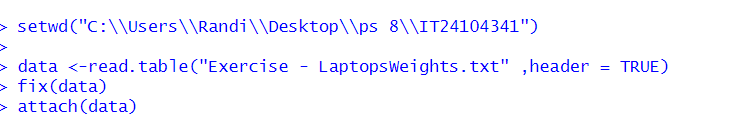 > setwd("C:\\Users\\Randi\\Desktop\\ps 8\\IT24104341")
>
> data <-read.table("Exercise - LaptopsWeights.txt" ,header = TRUE)
> fix(data)
> attach(data)